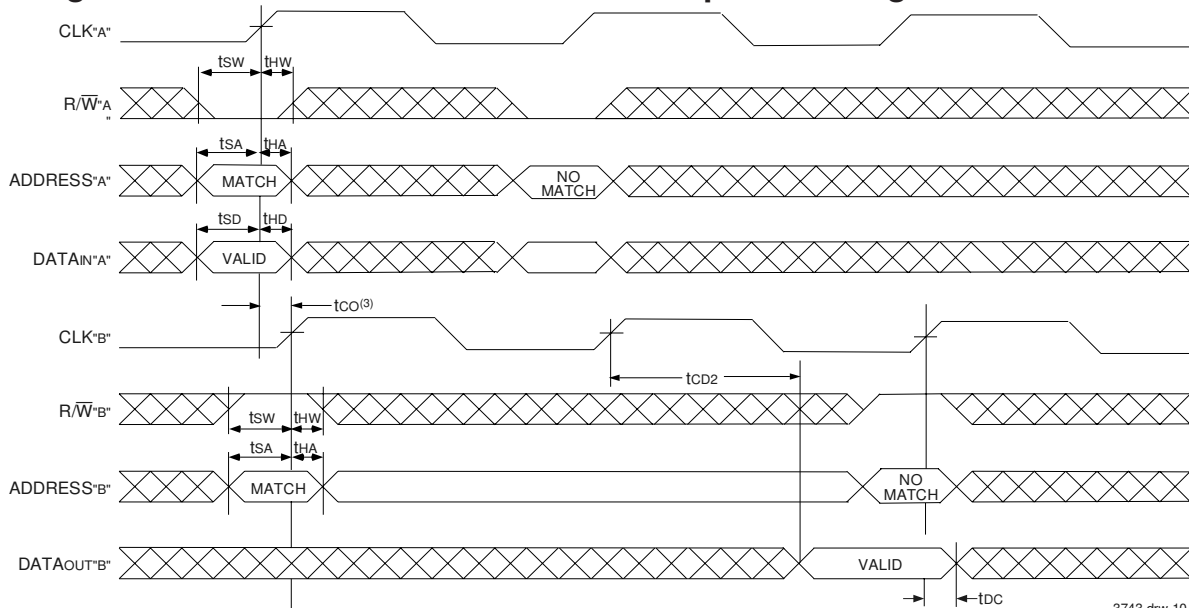 CLK"A"
tSW tHW
R/W"A
"
tSA tHA
ADDRESS"A" MATCH NO
MATCH
tSD tHD
DATAIN"A" VALID
tCO(3)
CLK"B"
tCD2
R/W"B"
tSW tHW
tSA tHA
ADDRESS"B" MATCH NO
MATCH
DATAOUT"B" VALID
tDC